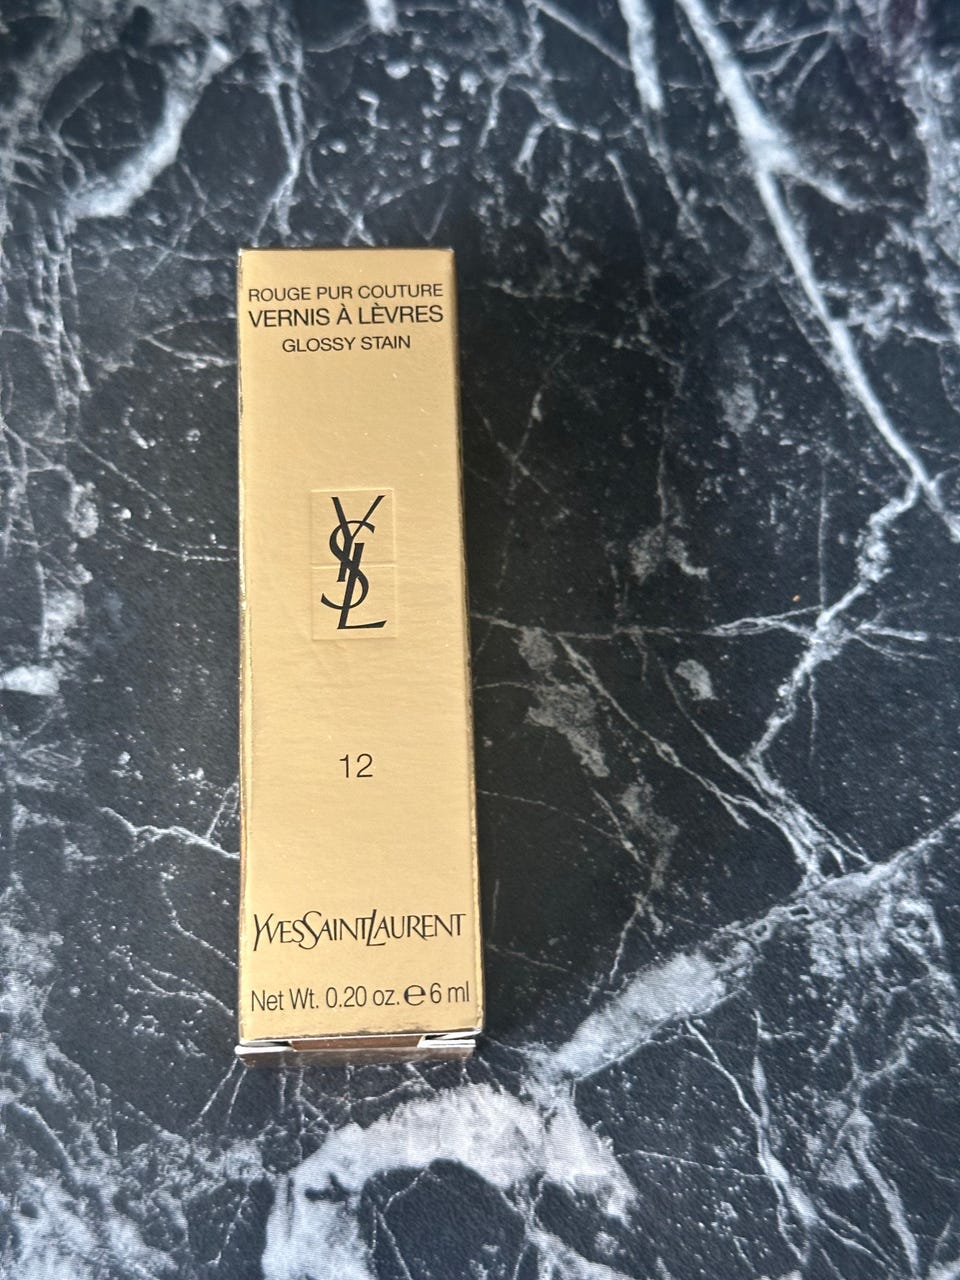 ROUGE PUR COUTURE
VERNIS À LÈVRES
GLOSSY STAIN
YSL
12
YVESSAINTLAURENT
Net Wt. 0.20 oz. ℮ 6 ml